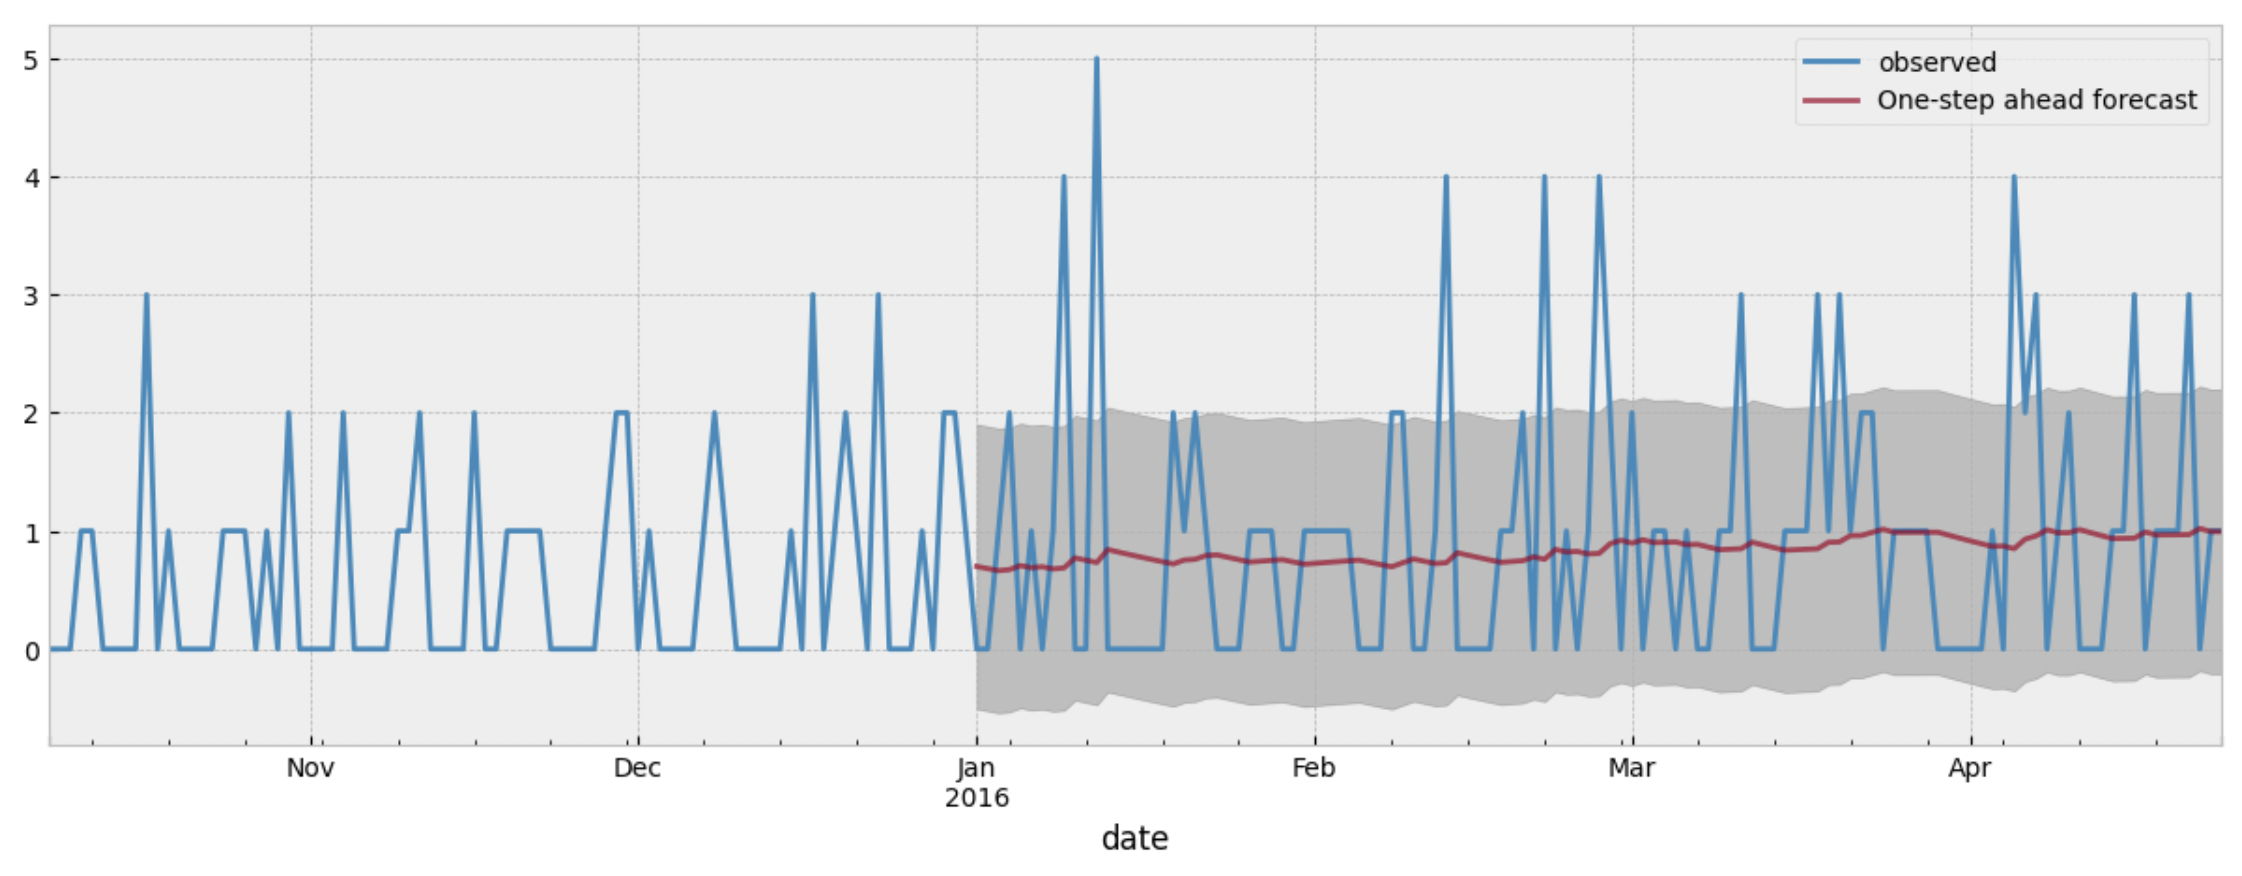 5
4
3
2
1
0
observed
One-step ahead forecast
Nov
Dec
Jan
2016
Feb
Mar
Apr
date